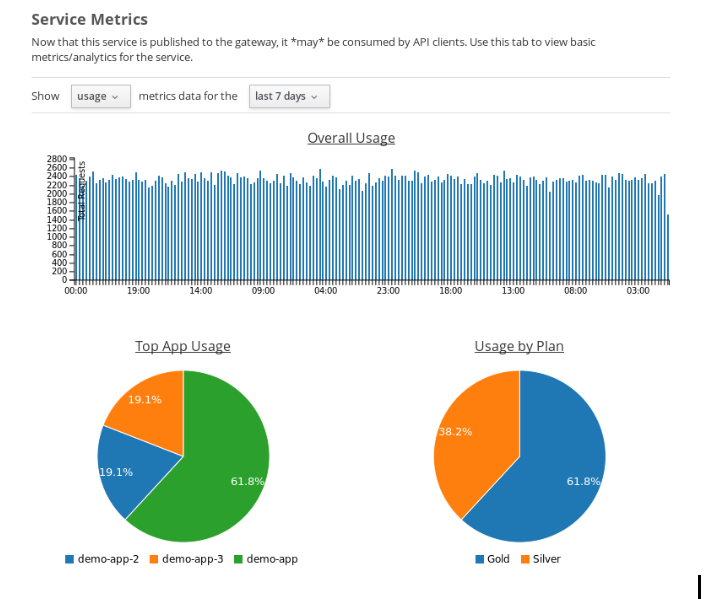 Service Metrics
Now that this service is published to the gateway, it *may* be consumed by API clients. Use this tab to view basic
metrics/analytics for the service.
Show usage metrics data for the last 7 days
Overall Usage
Total Requests
2800
2600
2400
2200
2000
1800
1600
1400
1200
1000
800
600
400
200
0
00:00 19:00 14:00 09:00 04:00 23:00 18:00 13:00 08:00 03:00
Top App Usage
19.1%
19.1%
61.8%
demo-app-2 demo-app-3 demo-app
Usage by Plan
38.2%
61.8%
Gold Silver